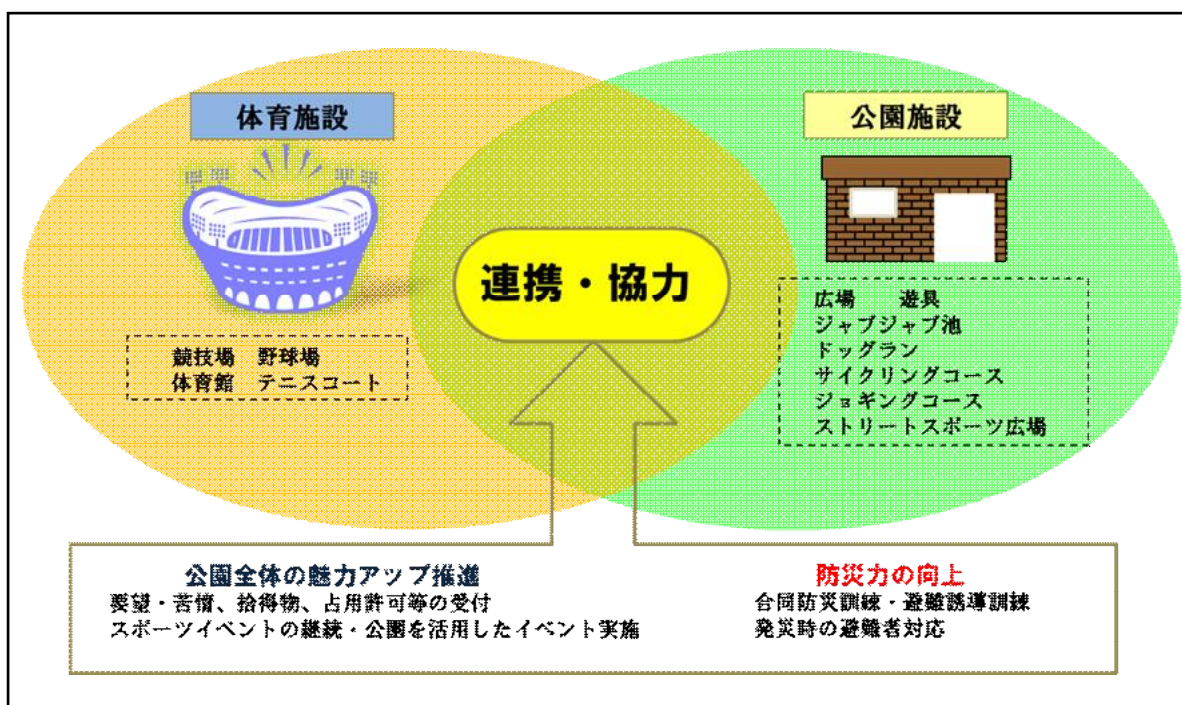 体育施設
公園施設
連携・協力
競技場　野球場
体育館　テニスコート
広場　　遊具
ジャブジャブ池
ドッグラン
サイクリングコース
ジョギングコース
ストリートスポーツ広場
公園全体の魅力アップ推進
要望・苦情、拾得物、占用許可等の受付
スポーツイベントの継続・公園を活用したイベント実施
防災力の向上
合同防災訓練・避難誘導訓練
発災時の避難者対応